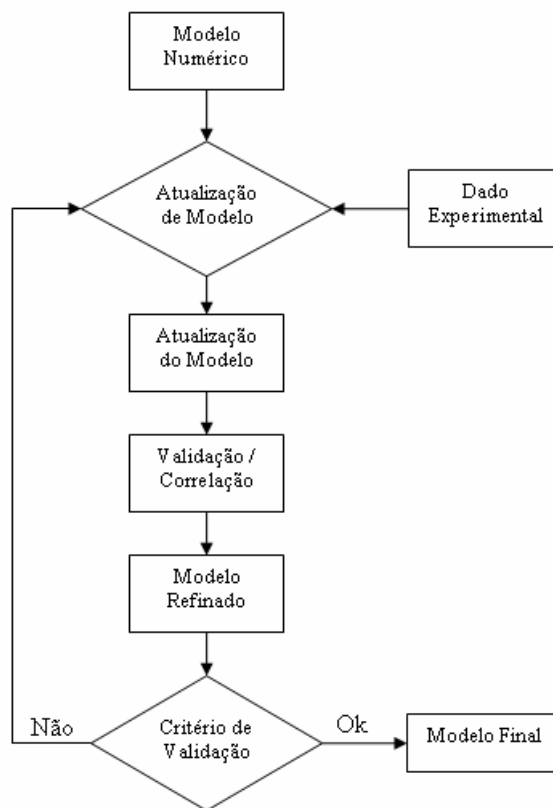 Modelo
Numérico
Atualização
de Modelo
Dado
Experimental
Atualização
do Modelo
Validação /
Correlação
Modelo
Refinado
Não
Critério de
Validação
Ok
Modelo Final